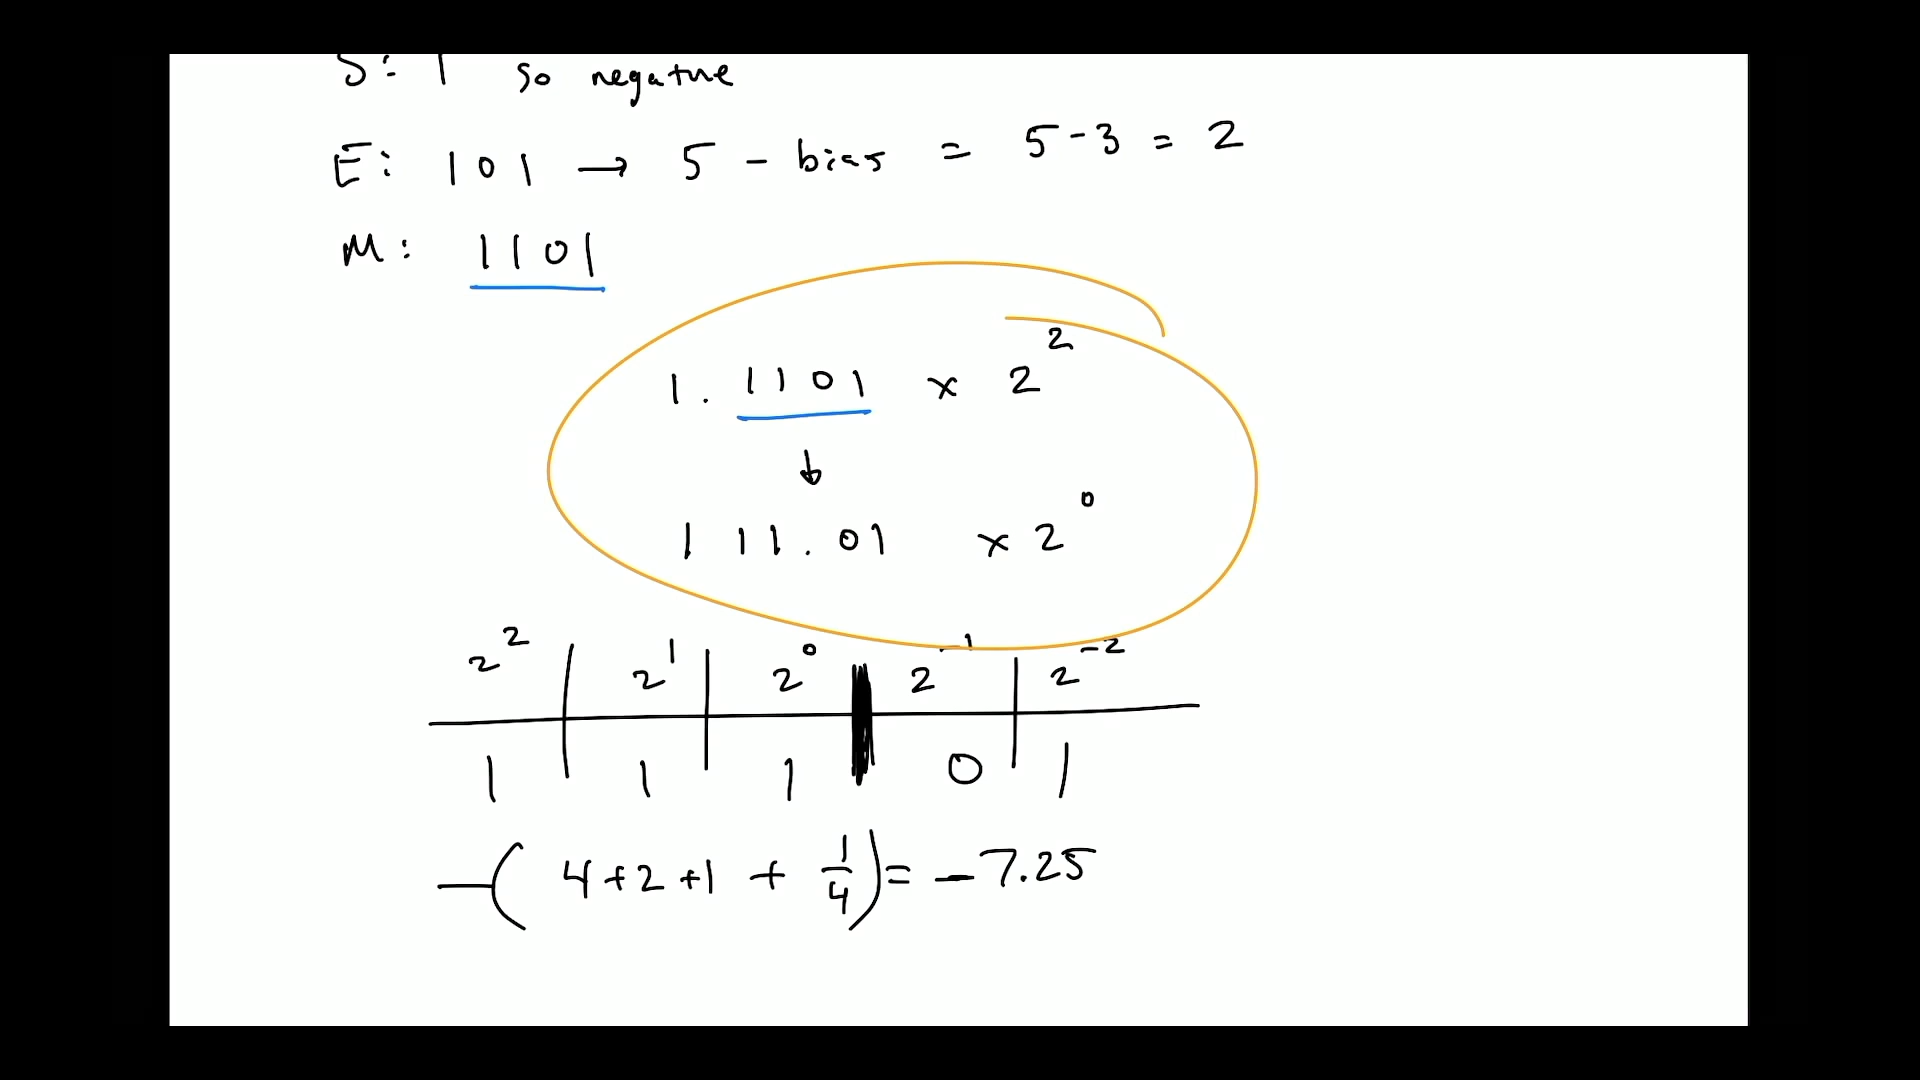 S: 1 so negative
E: 101 → 5 - bias = 5-3 = 2
M: 1101
1.1101 x 2^2
↓
111.01 x 2^0
2^2 | 2^1 | 2^0 | 2^-1 | 2^-2
1 | 1 | 1 | 0 | 1
-(4+2+1 + 1/4) = -7.25